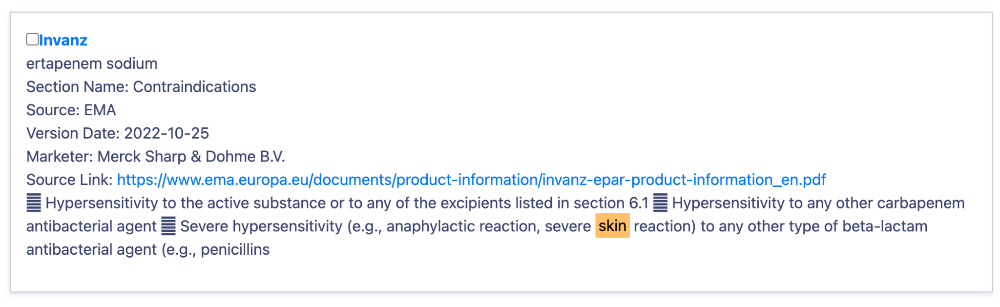 Invanz
ertapenem sodium
Section Name: Contraindications
Source: EMA
Version Date: 2022-10-25
Marketer: Merck Sharp & Dohme B.V.
Source Link: https://www.ema.europa.eu/documents/product-information/invanz-epar-product-information_en.pdf
𝌆 Hypersensitivity to the active substance or to any of the excipients listed in section 6.1 𝌆 Hypersensitivity to any other carbapenem
antibacterial agent 𝌆 Severe hypersensitivity (e.g., anaphylactic reaction, severe skin reaction) to any other type of beta-lactam
antibacterial agent (e.g., penicillins